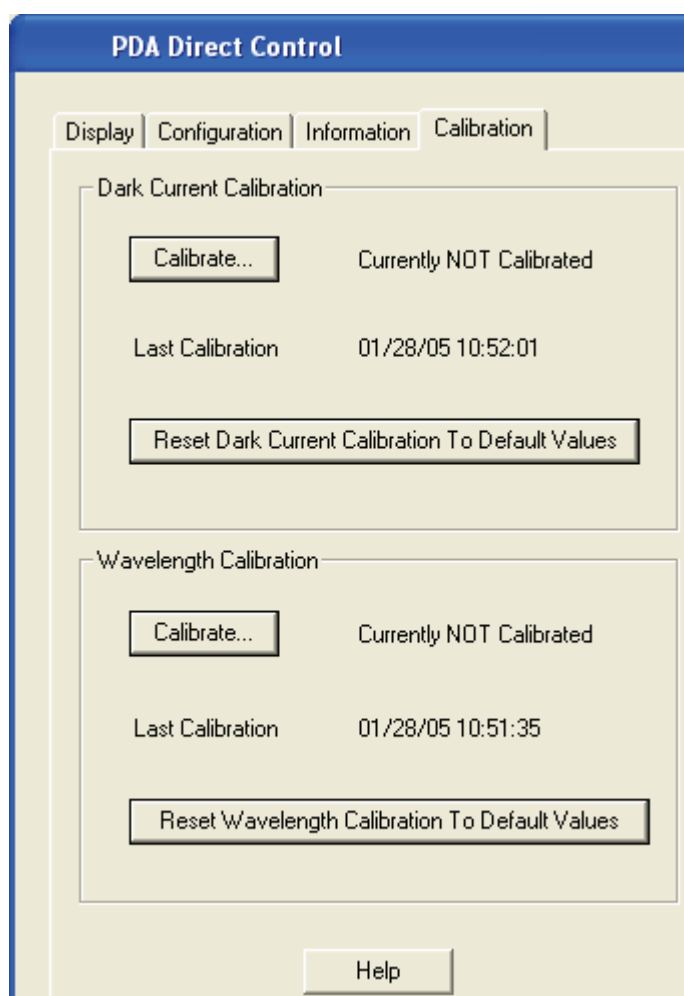 PDA Direct Control
Display Configuration Information Calibration
Dark Current Calibration
Calibrate... Currently NOT Calibrated
Last Calibration 01/28/05 10:52:01
Reset Dark Current Calibration To Default Values
Wavelength Calibration
Calibrate... Currently NOT Calibrated
Last Calibration 01/28/05 10:51:35
Reset Wavelength Calibration To Default Values
Help